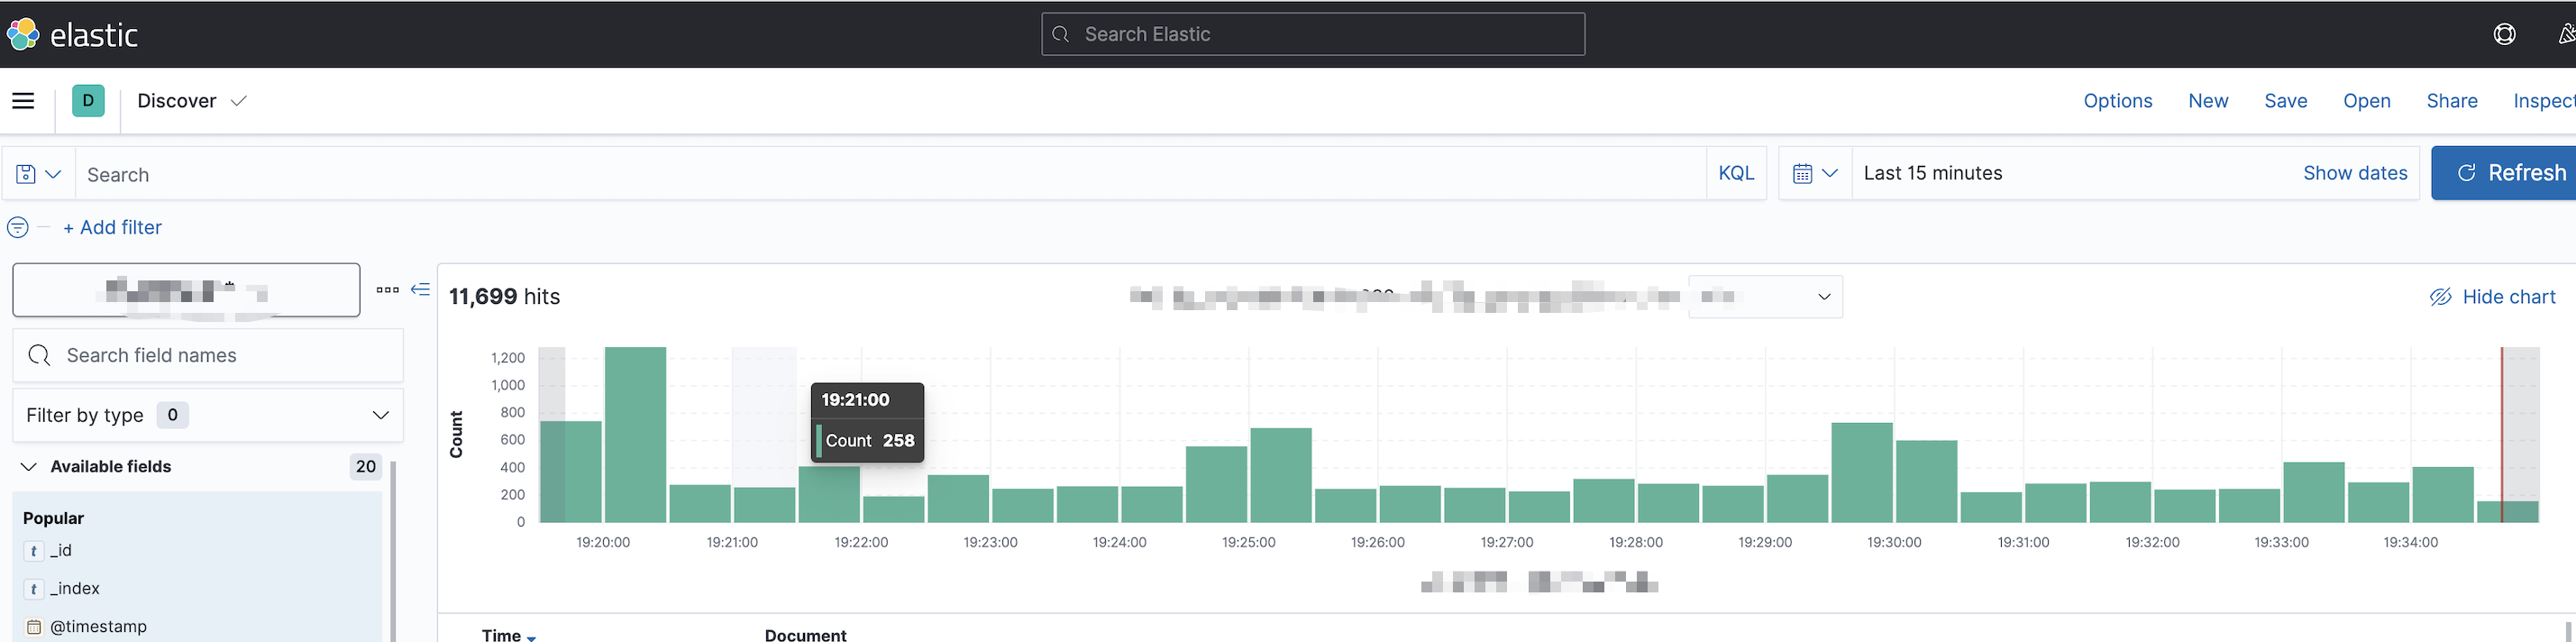 elastic
Search Elastic
D
Discover
Options New Save Open Share Inspect
Search
KQL
Last 15 minutes
Show dates
Refresh
+ Add filter
Search field names
Filter by type 0
Available fields 20
Popular
t _id
t _index
@timestamp
11,699 hits
Hide chart
Count
1,200
1,000
800
600
400
200
0
19:21:00
Count 258
19:20:00 19:21:00 19:22:00 19:23:00 19:24:00 19:25:00 19:26:00 19:27:00 19:28:00 19:29:00 19:30:00 19:31:00 19:32:00 19:33:00 19:34:00
Time Document